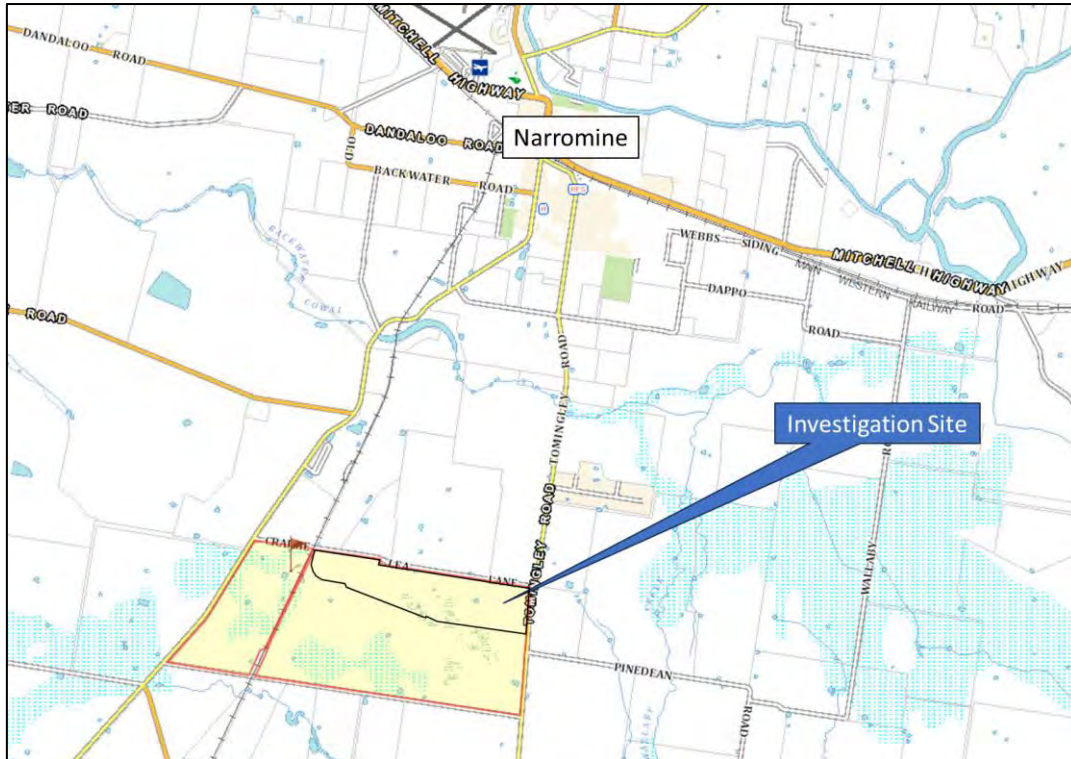 MITCHELL HIGHWAY
DANDALOO ROAD
ER ROAD
DANDALOO ROAD
Narromine
OLD
BACKWATER ROAD
BACKWATER
COWAL
WEBBS SIDING
MITCHELL HIGHWAY
HIGHWAY
MAIN WESTERN RAILWAY
ROAD
DAPPO
ROAD
ROAD
TOMINGLEY ROAD
Investigation Site
TOMINGLEY ROAD
WALLABY
LEA LANE
PINEDEAN
ROAD
WALLABY